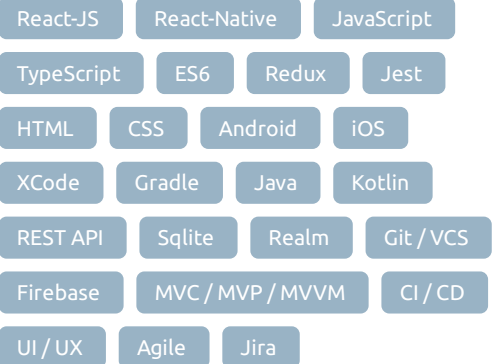 React-JS React-Native JavaScript
TypeScript ES6 Redux Jest
HTML CSS Android iOS
XCode Gradle Java Kotlin
REST API Sqlite Realm Git / VCS
Firebase MVC / MVP / MVVM CI / CD
UI / UX Agile Jira